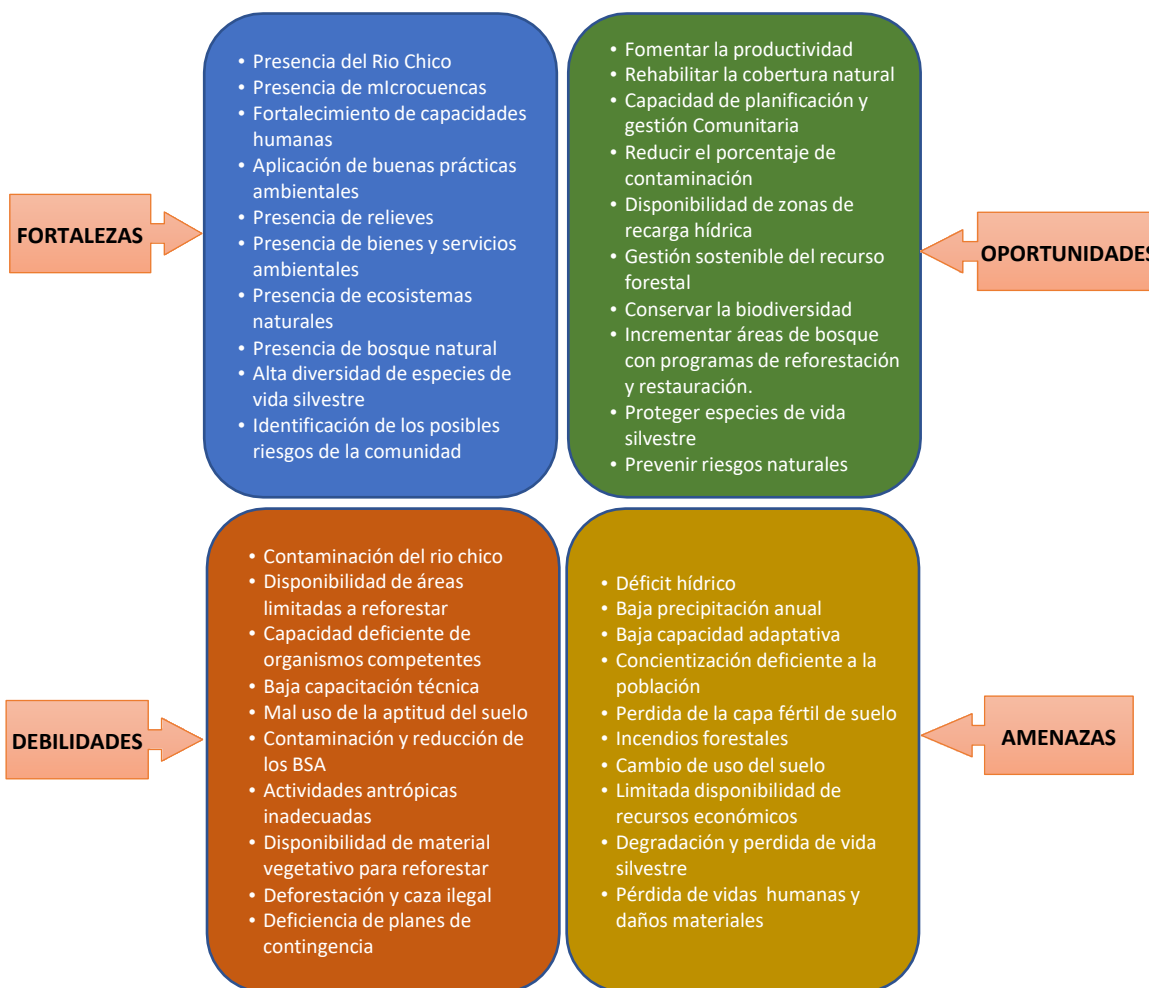 FORTALEZAS
• Presencia del Rio Chico
• Presencia de mIcrocuencas
• Fortalecimiento de capacidades
humanas
• Aplicación de buenas prácticas
ambientales
• Presencia de relieves
• Presencia de bienes y servicios
ambientales
• Presencia de ecosistemas
naturales
• Presencia de bosque natural
• Alta diversidad de especies de
vida silvestre
• Identificación de los posibles
riesgos de la comunidad
• Fomentar la productividad
• Rehabilitar la cobertura natural
• Capacidad de planificación y
gestión Comunitaria
• Reducir el porcentaje de
contaminación
• Disponibilidad de zonas de
recarga hídrica
• Gestión sostenible del recurso
forestal
• Conservar la biodiversidad
• Incrementar áreas de bosque
con programas de reforestación
y restauración.
• Proteger especies de vida
silvestre
• Prevenir riesgos naturales
OPORTUNIDADES
DEBILIDADES
• Contaminación del rio chico
• Disponibilidad de áreas
limitadas a reforestar
• Capacidad deficiente de
organismos competentes
• Baja capacitación técnica
• Mal uso de la aptitud del suelo
• Contaminación y reducción de
los BSA
• Actividades antrópicas
inadecuadas
• Disponibilidad de material
vegetativo para reforestar
• Deforestación y caza ilegal
• Deficiencia de planes de
contingencia
• Déficit hídrico
• Baja precipitación anual
• Baja capacidad adaptativa
• Concientización deficiente a la
población
• Perdida de la capa fértil de suelo
• Incendios forestales
• Cambio de uso del suelo
• Limitada disponibilidad de
recursos económicos
• Degradación y perdida de vida
silvestre
• Pérdida de vidas humanas y
daños materiales
AMENAZAS